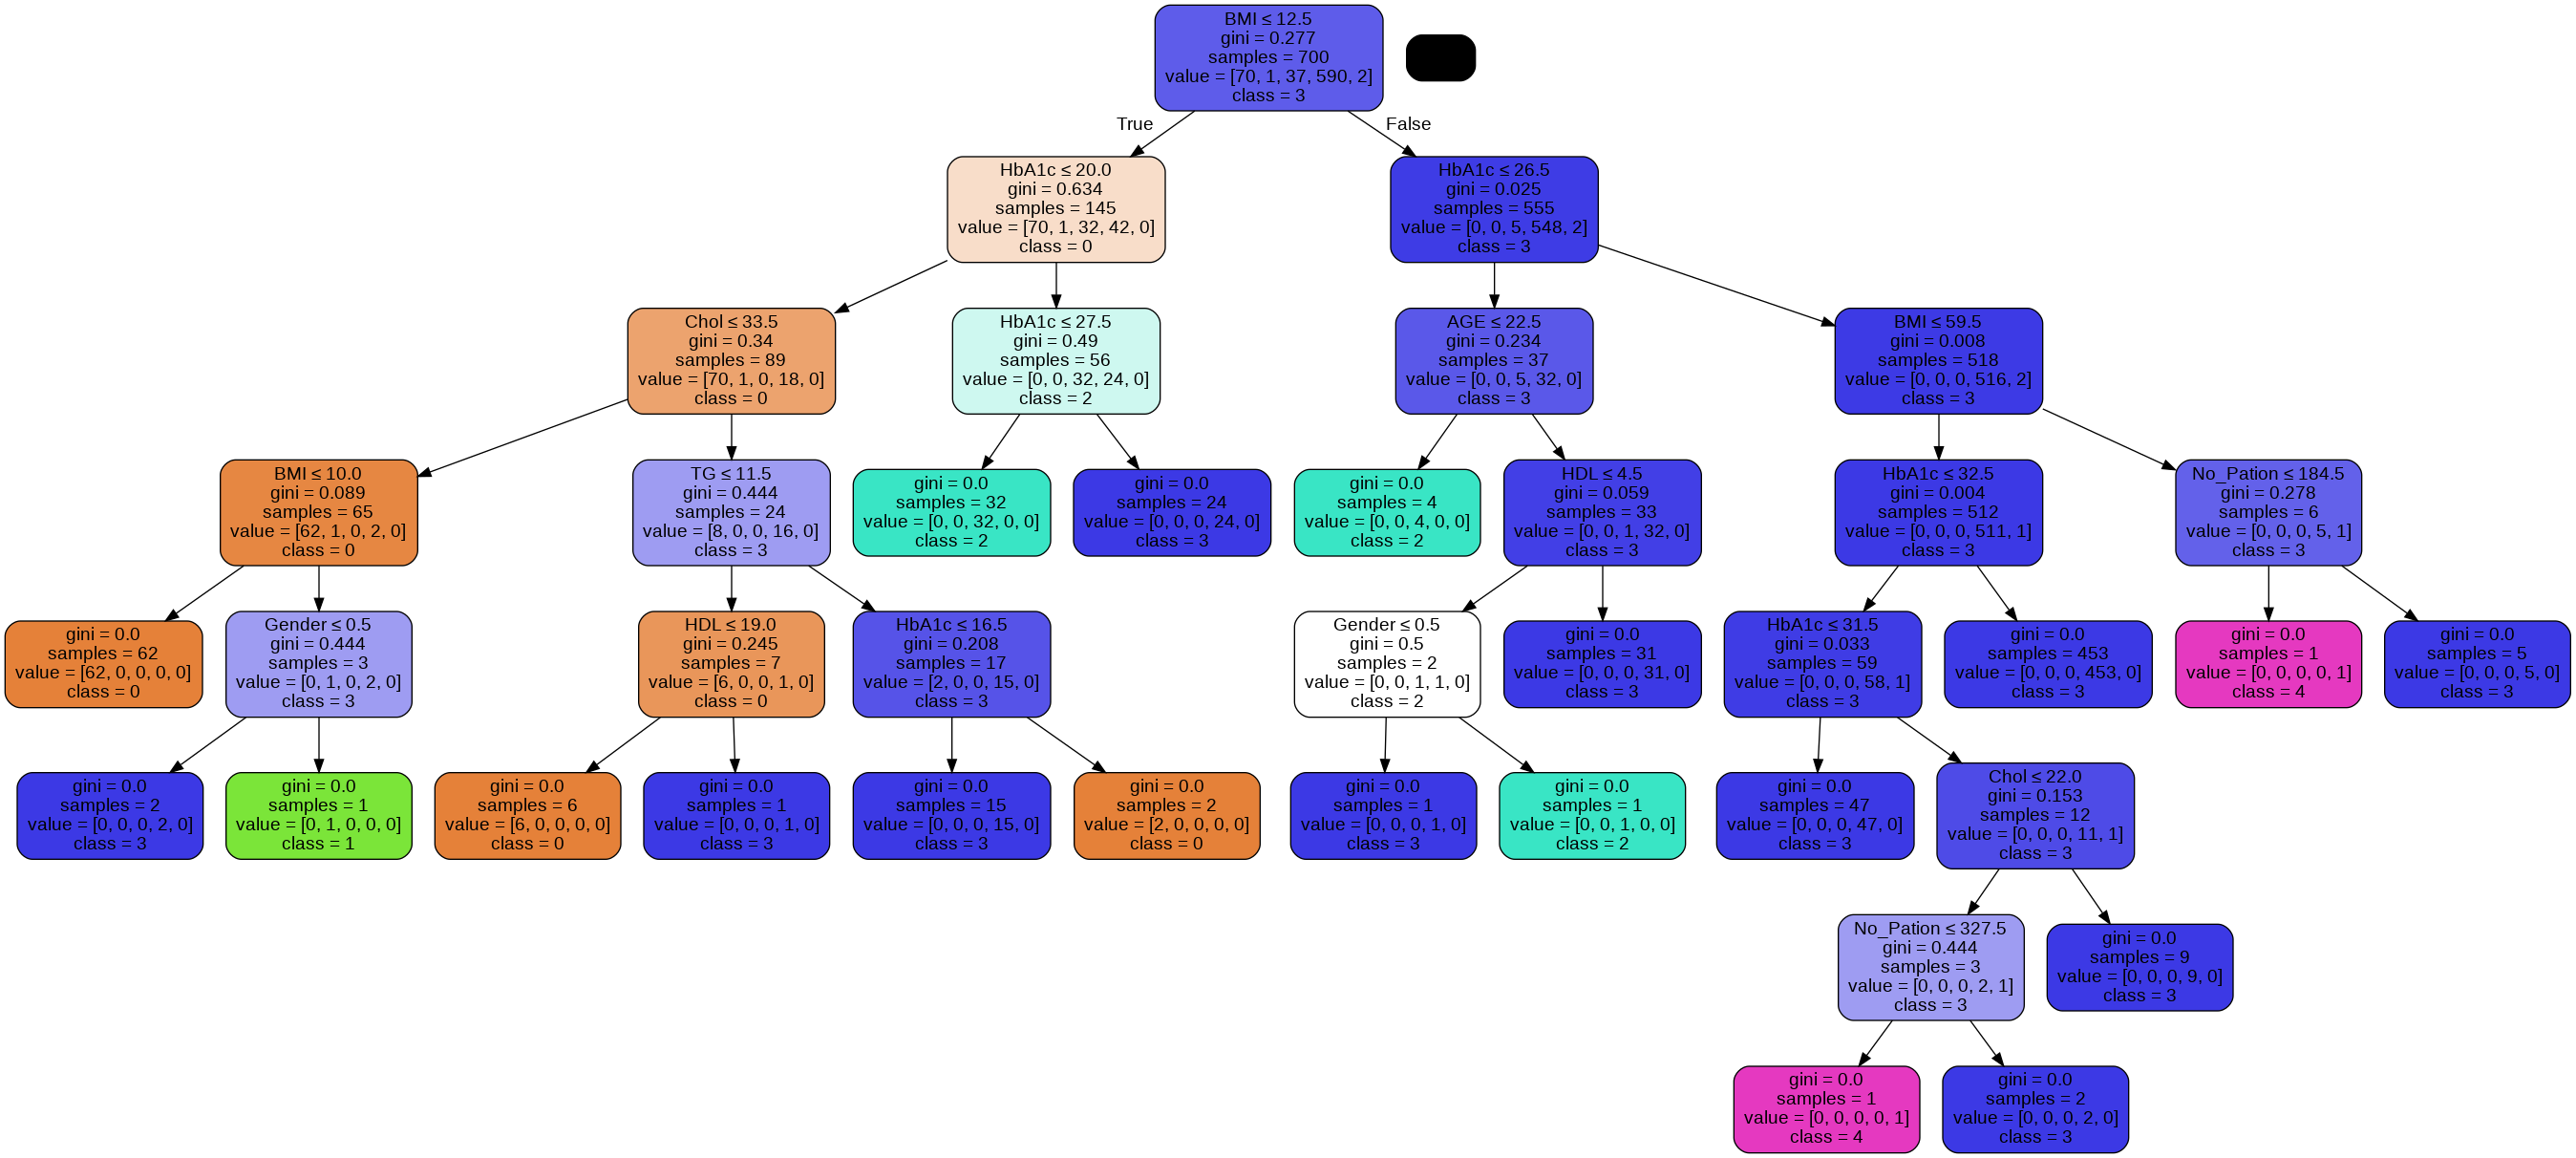 BMI ≤ 12.5
gini = 0.277
samples = 700
value = [70, 1, 37, 590, 2]
class = 3
True
False
HbA1c ≤ 20.0
gini = 0.634
samples = 145
value = [70, 1, 32, 42, 0]
class = 0
HbA1c ≤ 26.5
gini = 0.025
samples = 555
value = [0, 0, 5, 548, 2]
class = 3
Chol ≤ 33.5
gini = 0.34
samples = 89
value = [70, 1, 0, 18, 0]
class = 0
HbA1c ≤ 27.5
gini = 0.49
samples = 56
value = [0, 0, 32, 24, 0]
class = 2
AGE ≤ 22.5
gini = 0.234
samples = 37
value = [0, 0, 5, 32, 0]
class = 3
BMI ≤ 59.5
gini = 0.008
samples = 518
value = [0, 0, 0, 516, 2]
class = 3
BMI ≤ 10.0
gini = 0.089
samples = 65
value = [62, 1, 0, 2, 0]
class = 0
TG ≤ 11.5
gini = 0.444
samples = 24
value = [8, 0, 0, 16, 0]
class = 3
gini = 0.0
samples = 32
value = [0, 0, 32, 0, 0]
class = 2
gini = 0.0
samples = 24
value = [0, 0, 0, 24, 0]
class = 3
gini = 0.0
samples = 4
value = [0, 0, 4, 0, 0]
class = 2
HDL ≤ 4.5
gini = 0.059
samples = 33
value = [0, 0, 1, 32, 0]
class = 3
HbA1c ≤ 32.5
gini = 0.004
samples = 512
value = [0, 0, 0, 511, 1]
class = 3
No_Pation ≤ 184.5
gini = 0.278
samples = 6
value = [0, 0, 0, 5, 1]
class = 3
gini = 0.0
samples = 62
value = [62, 0, 0, 0, 0]
class = 0
Gender ≤ 0.5
gini = 0.444
samples = 3
value = [0, 1, 0, 2, 0]
class = 3
HDL ≤ 19.0
gini = 0.245
samples = 7
value = [6, 0, 0, 1, 0]
class = 0
HbA1c ≤ 16.5
gini = 0.208
samples = 17
value = [2, 0, 0, 15, 0]
class = 3
Gender ≤ 0.5
gini = 0.5
samples = 2
value = [0, 0, 1, 1, 0]
class = 2
gini = 0.0
samples = 31
value = [0, 0, 0, 31, 0]
class = 3
HbA1c ≤ 31.5
gini = 0.033
samples = 59
value = [0, 0, 0, 58, 1]
class = 3
gini = 0.0
samples = 453
value = [0, 0, 0, 453, 0]
class = 3
gini = 0.0
samples = 1
value = [0, 0, 0, 0, 1]
class = 4
gini = 0.0
samples = 5
value = [0, 0, 0, 5, 0]
class = 3
gini = 0.0
samples = 2
value = [0, 0, 0, 2, 0]
class = 3
gini = 0.0
samples = 1
value = [0, 1, 0, 0, 0]
class = 1
gini = 0.0
samples = 6
value = [6, 0, 0, 0, 0]
class = 0
gini = 0.0
samples = 1
value = [0, 0, 0, 1, 0]
class = 3
gini = 0.0
samples = 15
value = [0, 0, 0, 15, 0]
class = 3
gini = 0.0
samples = 2
value = [2, 0, 0, 0, 0]
class = 0
gini = 0.0
samples = 1
value = [0, 0, 0, 1, 0]
class = 3
gini = 0.0
samples = 1
value = [0, 0, 1, 0, 0]
class = 2
gini = 0.0
samples = 47
value = [0, 0, 0, 47, 0]
class = 3
Chol ≤ 22.0
gini = 0.153
samples = 12
value = [0, 0, 0, 11, 1]
class = 3
No_Pation ≤ 327.5
gini = 0.444
samples = 3
value = [0, 0, 0, 2, 1]
class = 3
gini = 0.0
samples = 9
value = [0, 0, 0, 9, 0]
class = 3
gini = 0.0
samples = 1
value = [0, 0, 0, 0, 1]
class = 4
gini = 0.0
samples = 2
value = [0, 0, 0, 2, 0]
class = 3